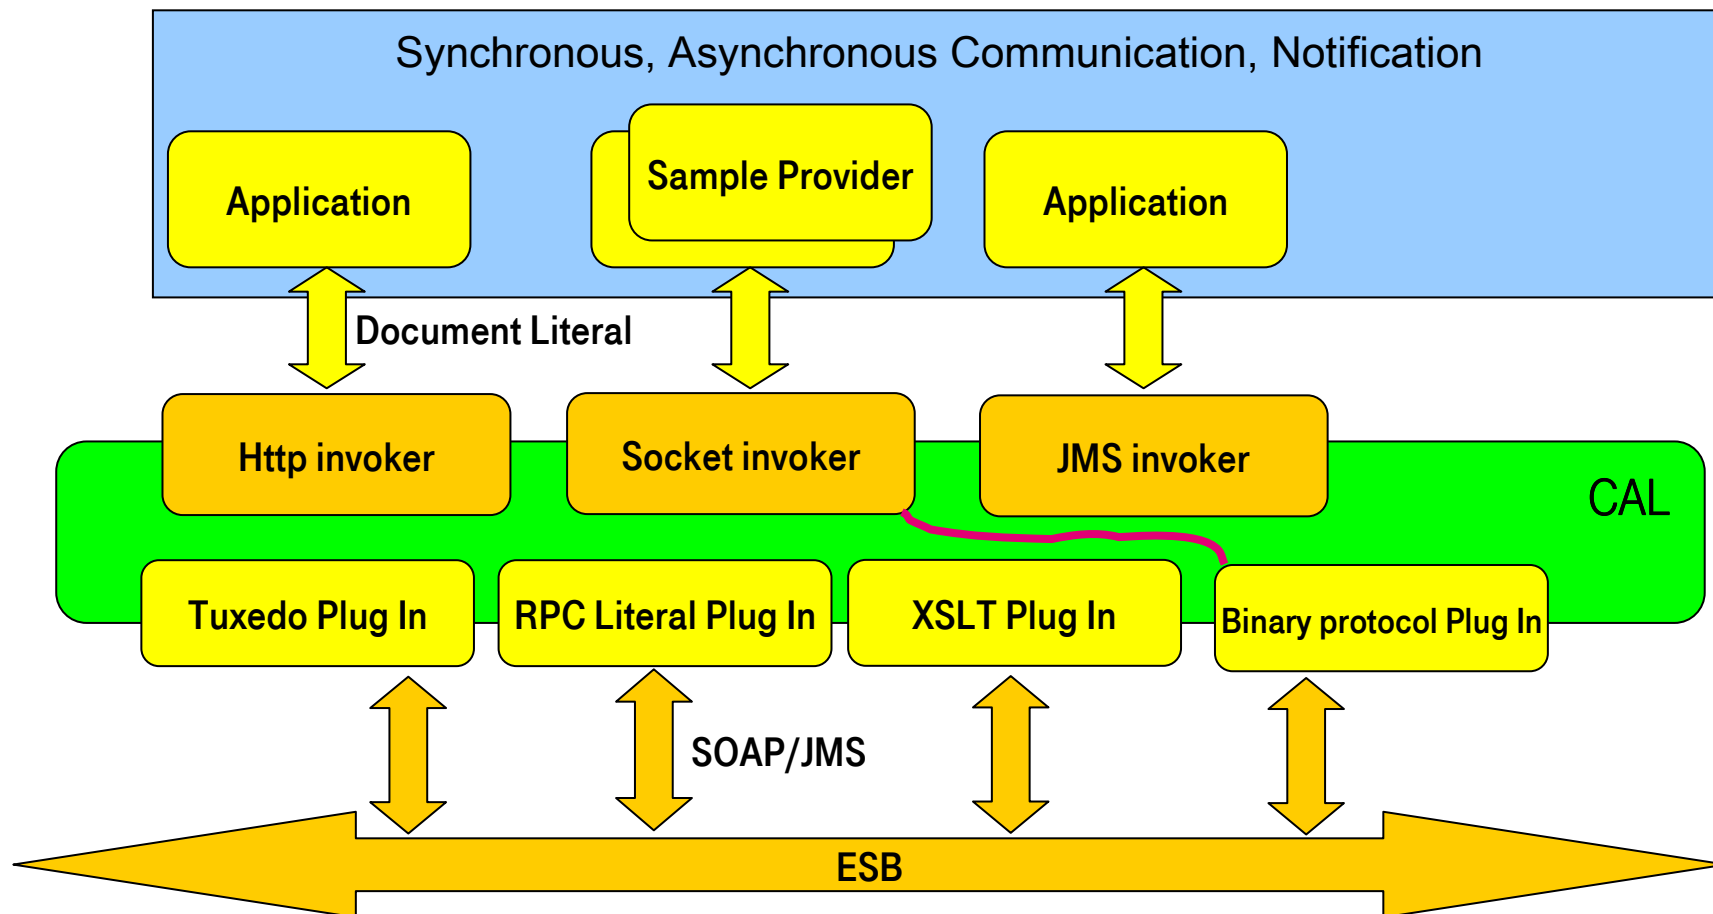 Synchronous, Asynchronous Communication, Notification
Application
Sample Provider
Application
Document Literal
Http invoker
Socket invoker
JMS invoker
CAL
Tuxedo Plug In
RPC Literal Plug In
XSLT Plug In
Binary protocol Plug In
SOAP/JMS
ESB